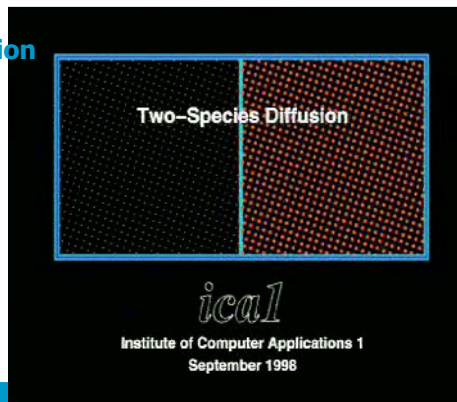 ion
Two-Species Diffusion
ica1
Institute of Computer Applications 1
September 1998